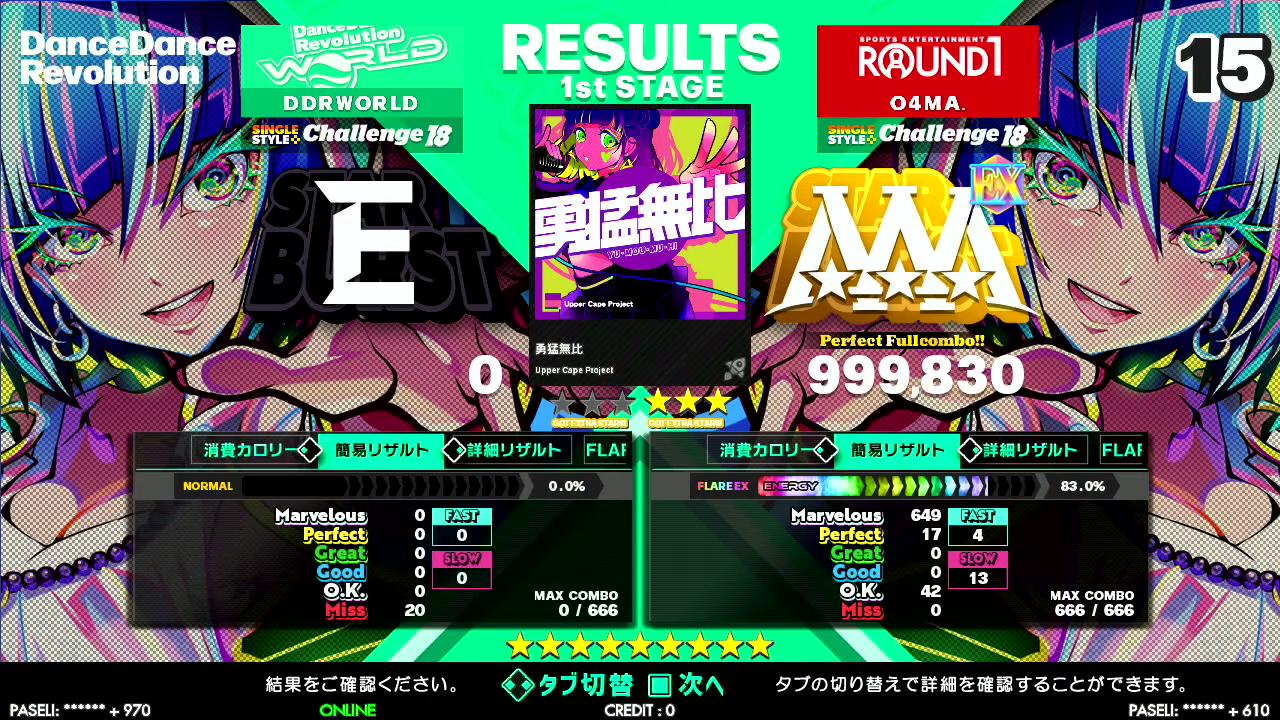 DanceDance
Revolution
DanceDance
Revolution
WORLD
DDRWORLD
SINGLE
STYLE
Challenge 18
RESULTS
1st STAGE
SPORTS ENTERTAINMENT
ROUND1
O4MA.
SINGLE
STYLE
Challenge 18
15
STAR
BURST
E
勇猛無比
YU-MOU-MU-HI
Upper Cape Project
勇猛無比
Upper Cape Project
EX
AAA
Perfect Fullcombo!!
0
999,830
GOT EXTRA STAR!!
GOT EXTRA STAR!!
消費カロリー
簡易リザルト
詳細リザルト
FLAR
NORMAL
0.0%
Marvelous 0
Perfect 0
Great 0
Good 0
O.K. 0
Miss 20
FAST
0
SLOW
0
MAX COMBO
0 / 666
消費カロリー
簡易リザルト
詳細リザルト
FLAR
FLARE EX
ENERGY
83.0%
Marvelous 649
Perfect 17
Great 0
Good 0
O.K. 42
Miss 0
FAST
4
SLOW
13
MAX COMBO
666 / 666
結果をご確認ください。
タブ切替
次へ
タブの切り替えで詳細を確認することができます。
PASELI: ****** + 970
ONLINE
CREDIT : 0
PASELI: ****** + 610